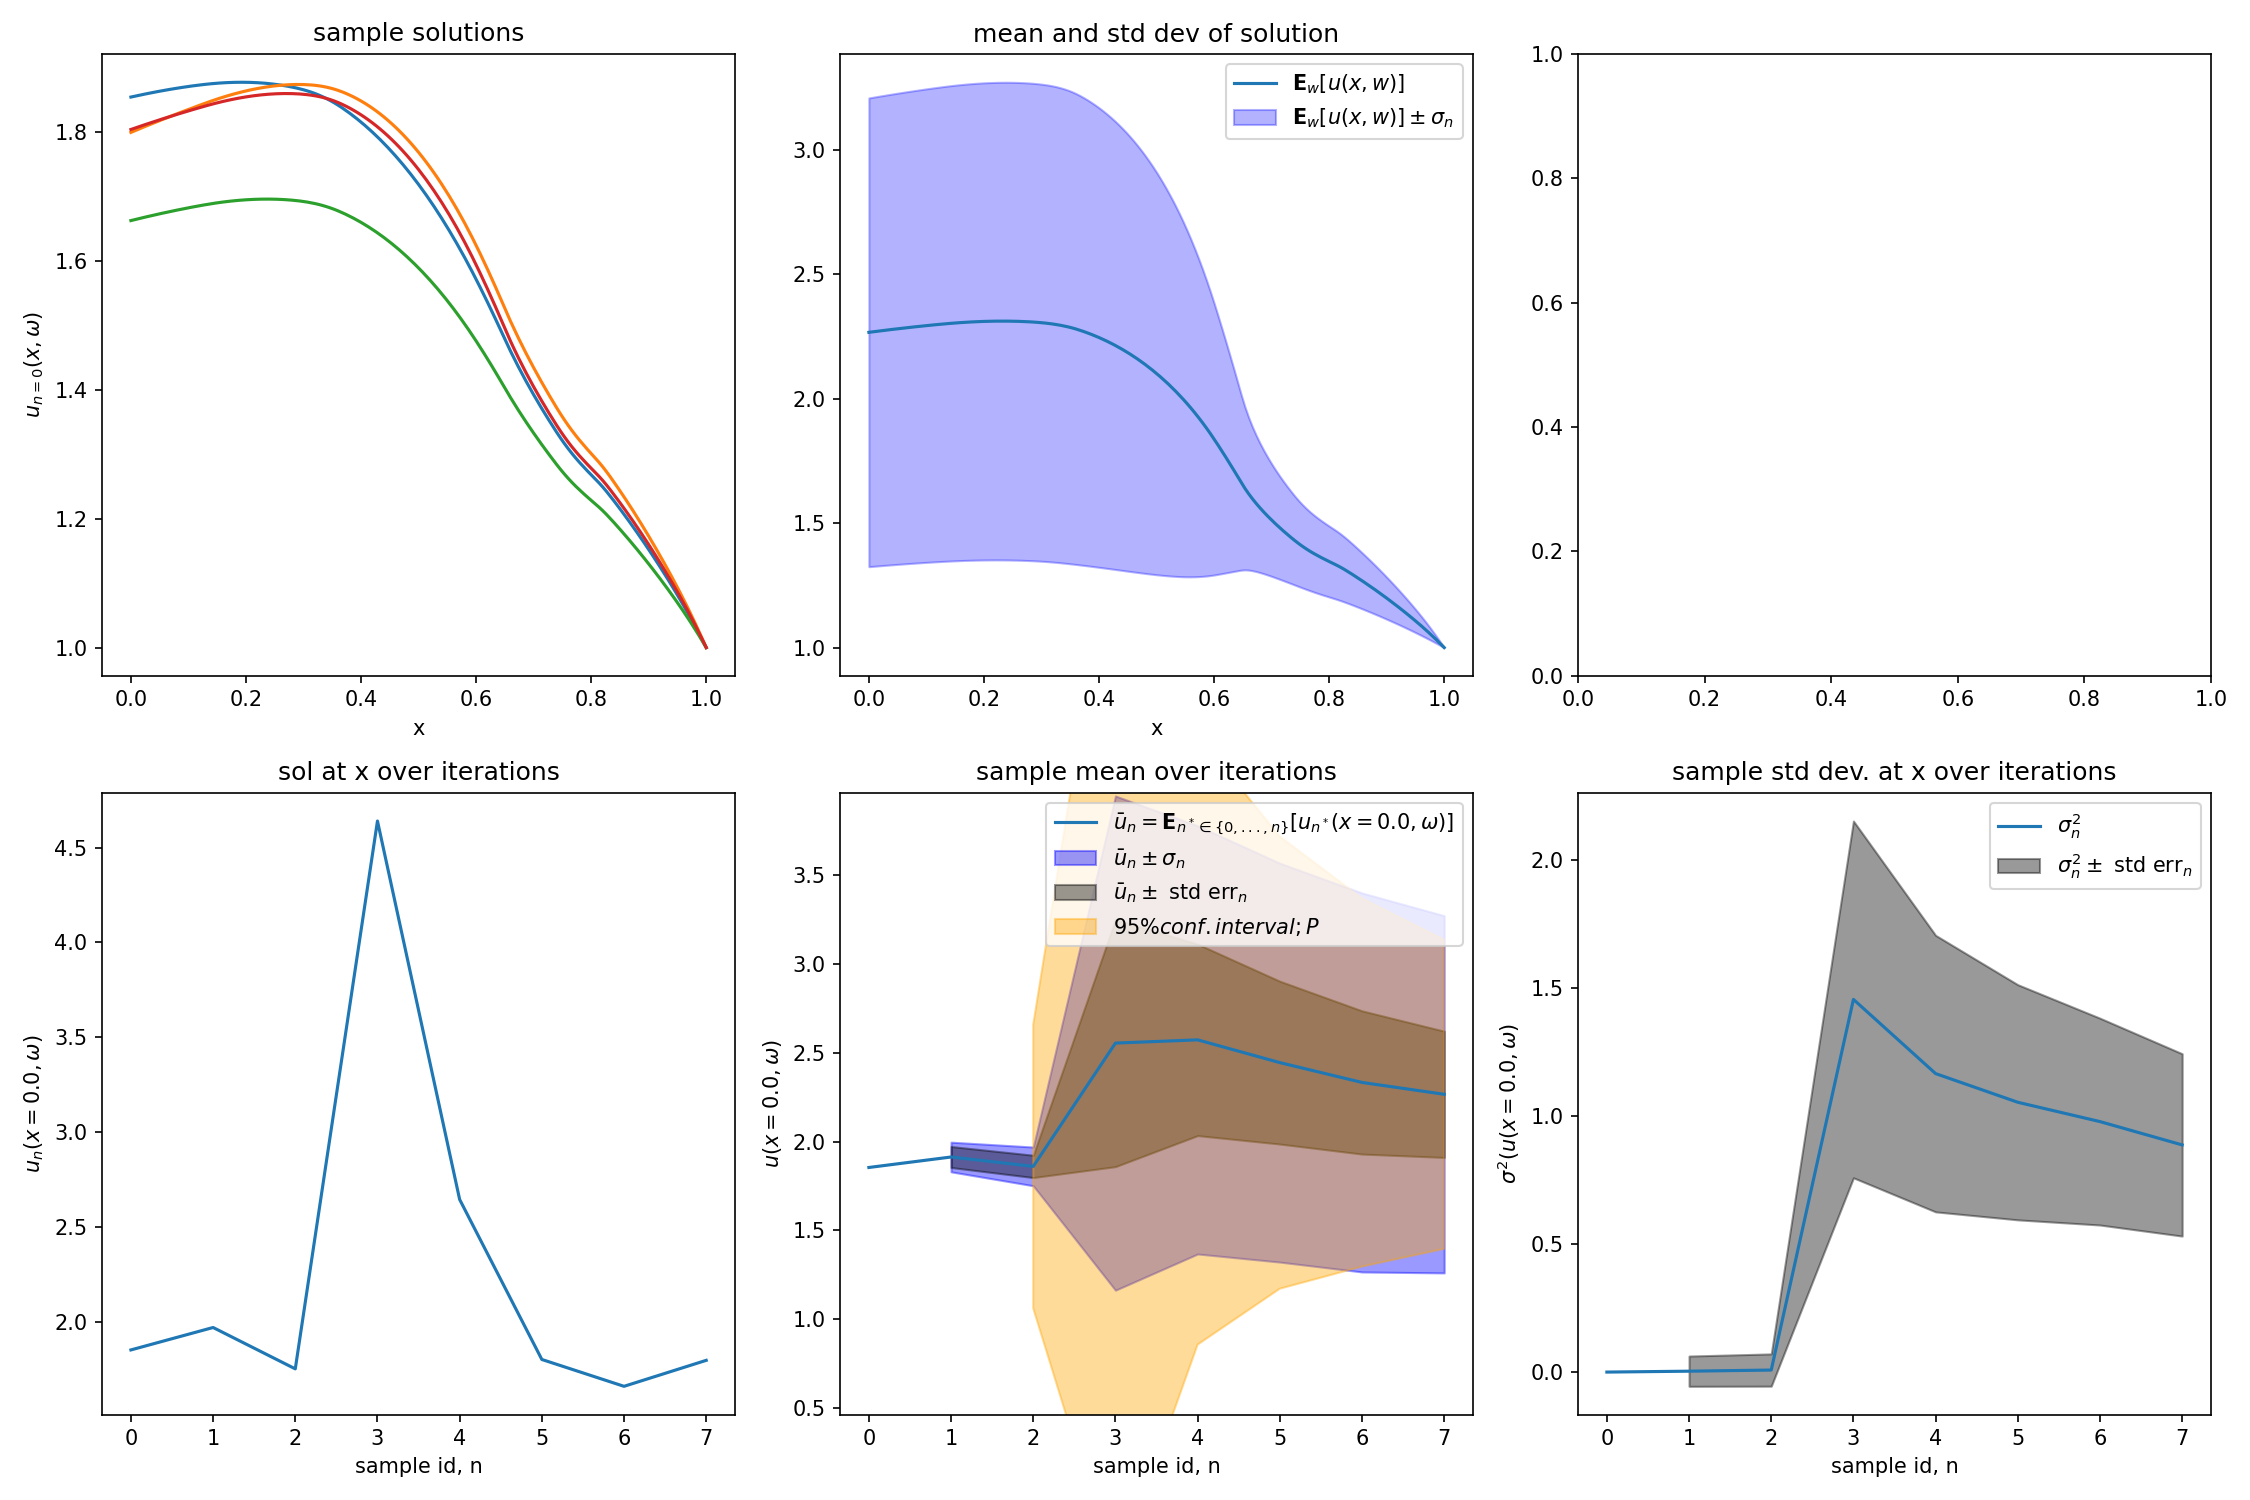 sample solutions
u_{n=0}(x, ω)
1.8
1.6
1.4
1.2
1.0
0.0 0.2 0.4 0.6 0.8 1.0
x
mean and std dev of solution
E_w[u(x, w)]
E_w[u(x, w)] ± σ_n
3.0
2.5
2.0
1.5
1.0
0.0 0.2 0.4 0.6 0.8 1.0
x
1.0
0.8
0.6
0.4
0.2
0.0
0.0 0.2 0.4 0.6 0.8 1.0
sol at x over iterations
u_n(x = 0.0, ω)
4.5
4.0
3.5
3.0
2.5
2.0
0 1 2 3 4 5 6 7
sample id, n
sample mean over iterations
u(x = 0.0, ω)
ū_n = E_{n* ∈ {0, ..., n}}[u_{n*}(x = 0.0, ω)]
ū_n ± σ_n
ū_n ± std err_n
95%conf.interval; P
3.5
3.0
2.5
2.0
1.5
1.0
0.5
0 1 2 3 4 5 6 7
sample id, n
sample std dev. at x over iterations
σ²(u(x = 0.0, ω)
σ²_n
σ²_n ± std err_n
2.0
1.5
1.0
0.5
0.0
0 1 2 3 4 5 6 7
sample id, n